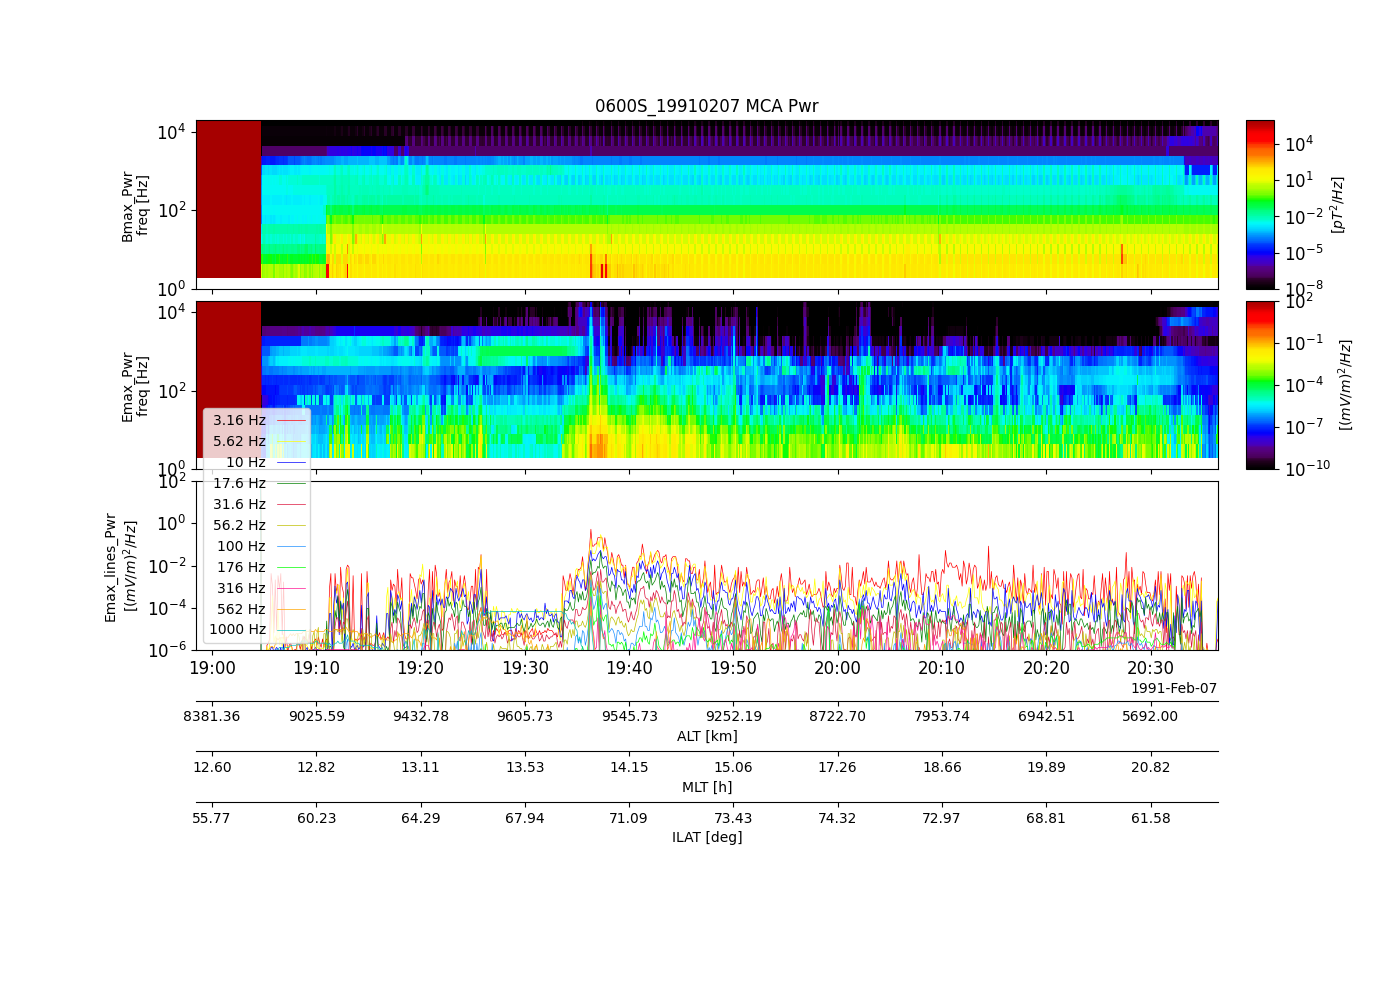 0600S_19910207 MCA Pwr
10^4
10^2
10^0
Bmax_Pwr
freq [Hz]
10^4
10^1
10^-2
10^-5
10^-8
[pT^2/Hz]
10^4
10^2
10^0
Emax_Pwr
freq [Hz]
10^2
10^-1
10^-4
10^-7
10^-10
[(mV/m)^2/Hz]
3.16 Hz
5.62 Hz
10 Hz
17.6 Hz
31.6 Hz
56.2 Hz
100 Hz
176 Hz
316 Hz
562 Hz
1000 Hz
10^2
10^0
10^-2
10^-4
10^-6
Emax_lines_Pwr
[(mV/m)^2/Hz]
19:00 19:10 19:20 19:30 19:40 19:50 20:00 20:10 20:20 20:30
1991-Feb-07
8381.36 9025.59 9432.78 9605.73 9545.73 9252.19 8722.70 7953.74 6942.51 5692.00
ALT [km]
12.60 12.82 13.11 13.53 14.15 15.06 17.26 18.66 19.89 20.82
MLT [h]
55.77 60.23 64.29 67.94 71.09 73.43 74.32 72.97 68.81 61.58
ILAT [deg]